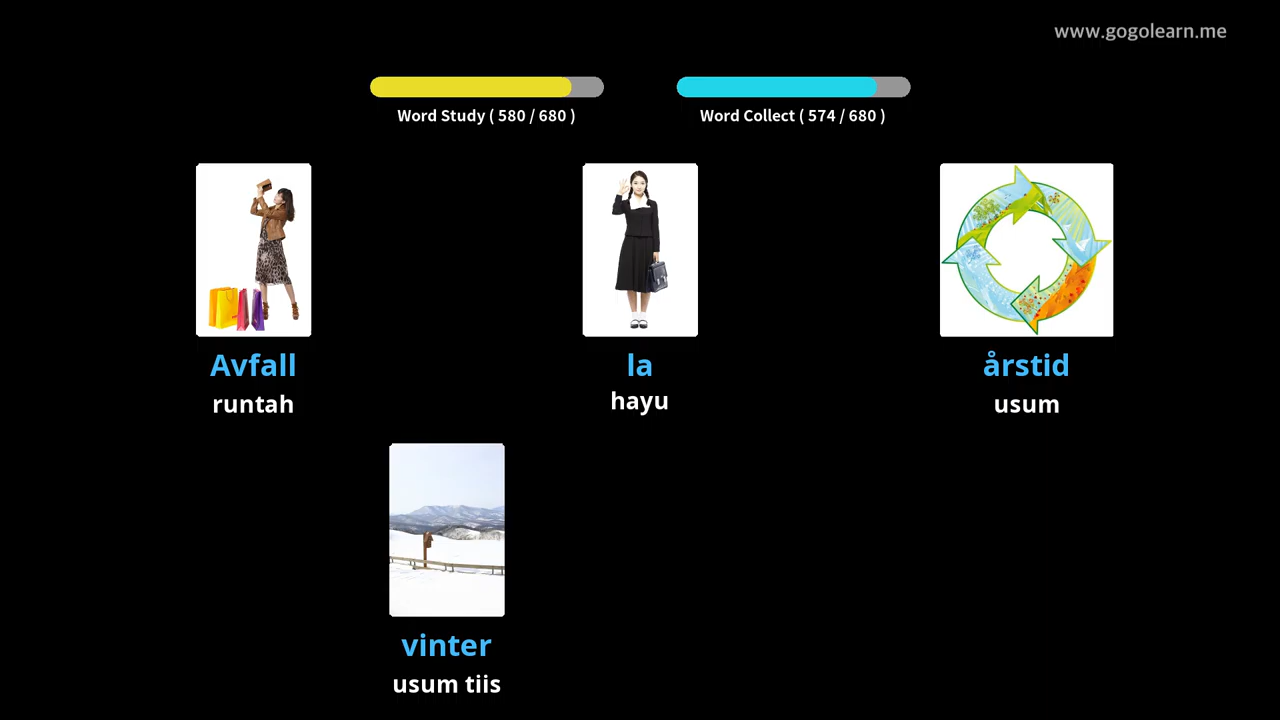 www.gogolearn.me
Word Study ( 580 / 680 )
Word Collect ( 574 / 680 )
Avfall
runtah
la
hayu
årstid
usum
vinter
usum tiis